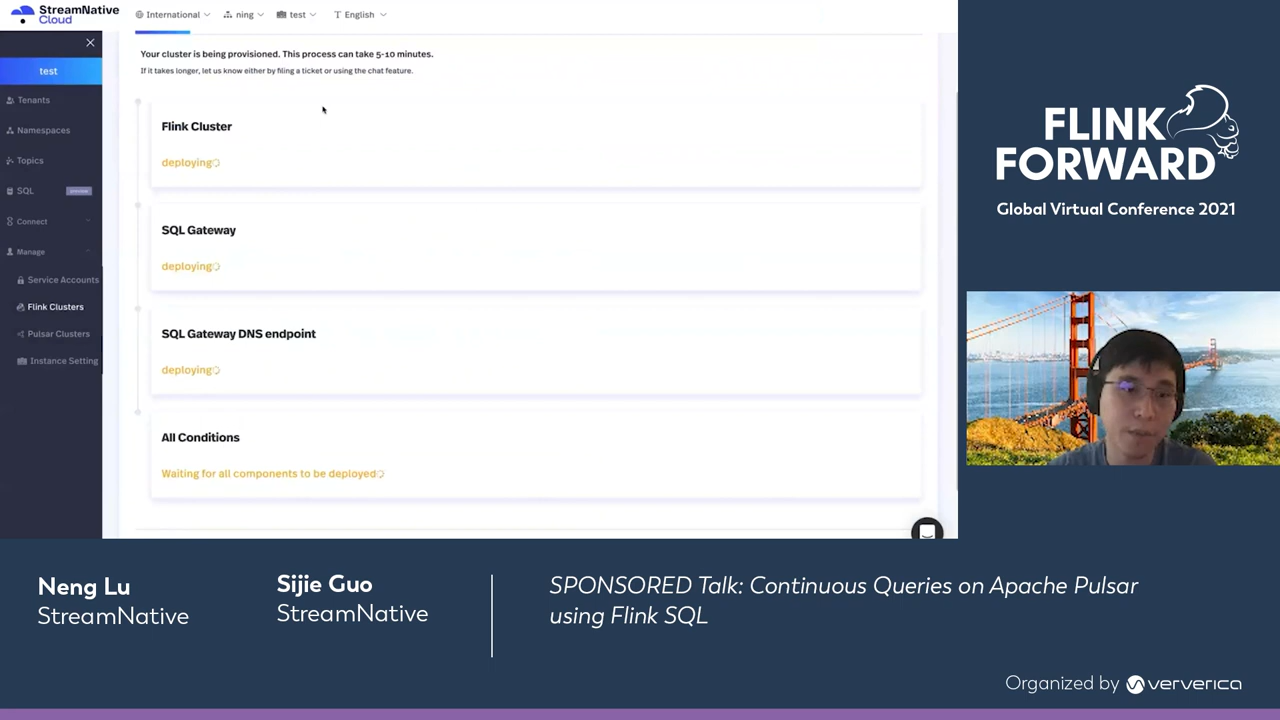 StreamNative
Cloud
International
ning
test
English
test
Tenants
Namespaces
Topics
SQL
preview
Connect
Manage
Service Accounts
Flink Clusters
Pulsar Clusters
Instance Setting
Your cluster is being provisioned. This process can take 5-10 minutes.
If it takes longer, let us know either by filing a ticket or using the chat feature.
Flink Cluster
deploying
SQL Gateway
deploying
SQL Gateway DNS endpoint
deploying
All Conditions
Waiting for all components to be deployed
FLINK
FORWARD
Global Virtual Conference 2021
Neng Lu
StreamNative
Sijie Guo
StreamNative
SPONSORED Talk: Continuous Queries on Apache Pulsar
using Flink SQL
Organized by ververica